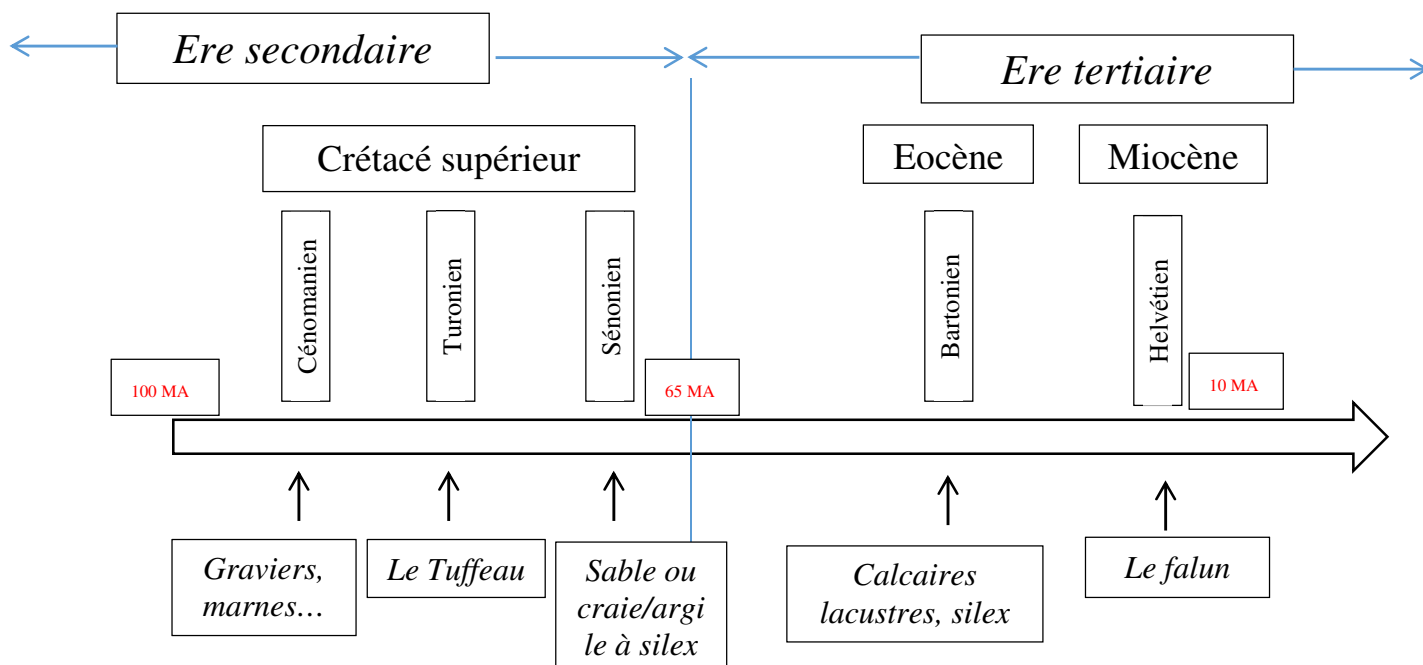 Ere secondaire
Ere tertiaire
Crétacé supérieur
Eocène
Miocène
Cénomanien
Turonien
Sénonien
Bartonien
Helvétien
100 MA
65 MA
10 MA
Graviers,
marnes…
Le Tuffeau
Sable ou
craie/argi
le à silex
Calcaires
lacustres, silex
Le falun